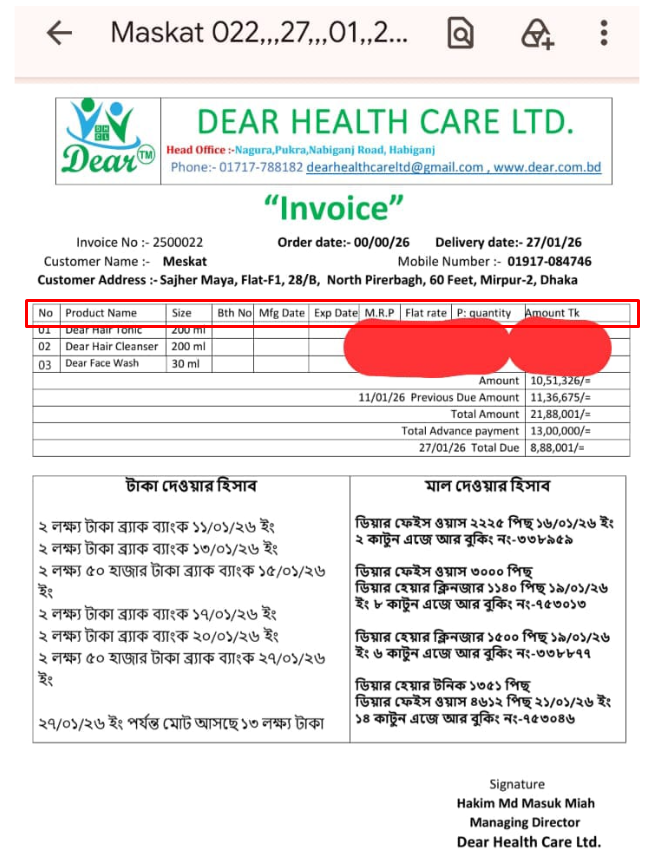 Maskat 022,,,27,,,01,,2...
DEAR HEALTH CARE LTD.
DHCL
Dear TM
Head Office :-Nagura,Pukra,Nabiganj Road, Habiganj
Phone:- 01717-788182 dearhealthcareltd@gmail.com , www.dear.com.bd
“Invoice”
Invoice No :- 2500022 Order date:- 00/00/26 Delivery date:- 27/01/26
Customer Name :- Meskat Mobile Number :- 01917-084746
Customer Address :- Sajher Maya, Flat-F1, 28/B, North Pirerbagh, 60 Feet, Mirpur-2, Dhaka
No Product Name Size Bth No Mfg Date Exp Date M.R.P Flat rate P: quantity Amount Tk
01 Dear Hair Tonic 200 ml
02 Dear Hair Cleanser 200 ml
03 Dear Face Wash 30 ml
Amount 10,51,326/=
11/01/26 Previous Due Amount 11,36,675/=
Total Amount 21,88,001/=
Total Advance payment 13,00,000/=
27/01/26 Total Due 8,88,001/=
টাকা দেওয়ার হিসাব
২ লক্ষ্য টাকা ব্র্যাক ব্যাংক ১১/০১/২৬ ইং
২ লক্ষ্য টাকা ব্র্যাক ব্যাংক ১৩/০১/২৬ ইং
২ লক্ষ্য ৫০ হাজার টাকা ব্র্যাক ব্যাংক ১৫/০১/২৬
ইং
২ লক্ষ্য টাকা ব্র্যাক ব্যাংক ১৭/০১/২৬ ইং
২ লক্ষ্য টাকা ব্র্যাক ব্যাংক ২০/০১/২৬ ইং
২ লক্ষ্য ৫০ হাজার টাকা ব্র্যাক ব্যাংক ২৭/০১/২৬
ইং
২৭/০১/২৬ ইং পর্যন্ত মোট আসছে ১৩ লক্ষ্য টাকা
মাল দেওয়ার হিসাব
ডিয়ার ফেইস ওয়াস ২২২৫ পিছ ১৬/০১/২৬ ইং
২ কাটুন এজে আর বুকিং নং-৩৩৮৯৫৯
ডিয়ার ফেইস ওয়াস ৩০০০ পিছ
ডিয়ার হেয়ার ক্লিনজার ১১৪০ পিছ ১৯/০১/২৬
ইং ৮ কাটুন এজে আর বুকিং নং-৭৫৩০১৩
ডিয়ার হেয়ার ক্লিনজার ১৫০০ পিছ ১৯/০১/২৬
ইং ৬ কাটুন এজে আর বুকিং নং-৩৩৮৮৭৭
ডিয়ার হেয়ার টনিক ১৩৫১ পিছ
ডিয়ার ফেইস ওয়াস ৪৬১২ পিছ ২১/০১/২৬ ইং
১৪ কাটুন এজে আর বুকিং নং-৭৫৩০৪৬
Signature
Hakim Md Masuk Miah
Managing Director
Dear Health Care Ltd.